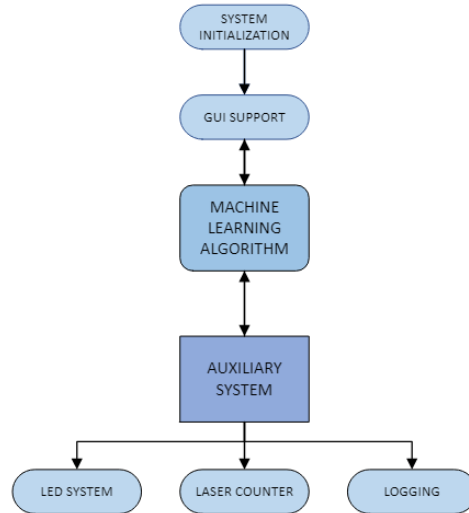 SYSTEM
INITIALIZATION
GUI SUPPORT
MACHINE
LEARNING
ALGORITHM
AUXILIARY
SYSTEM
LED SYSTEM
LASER COUNTER
LOGGING